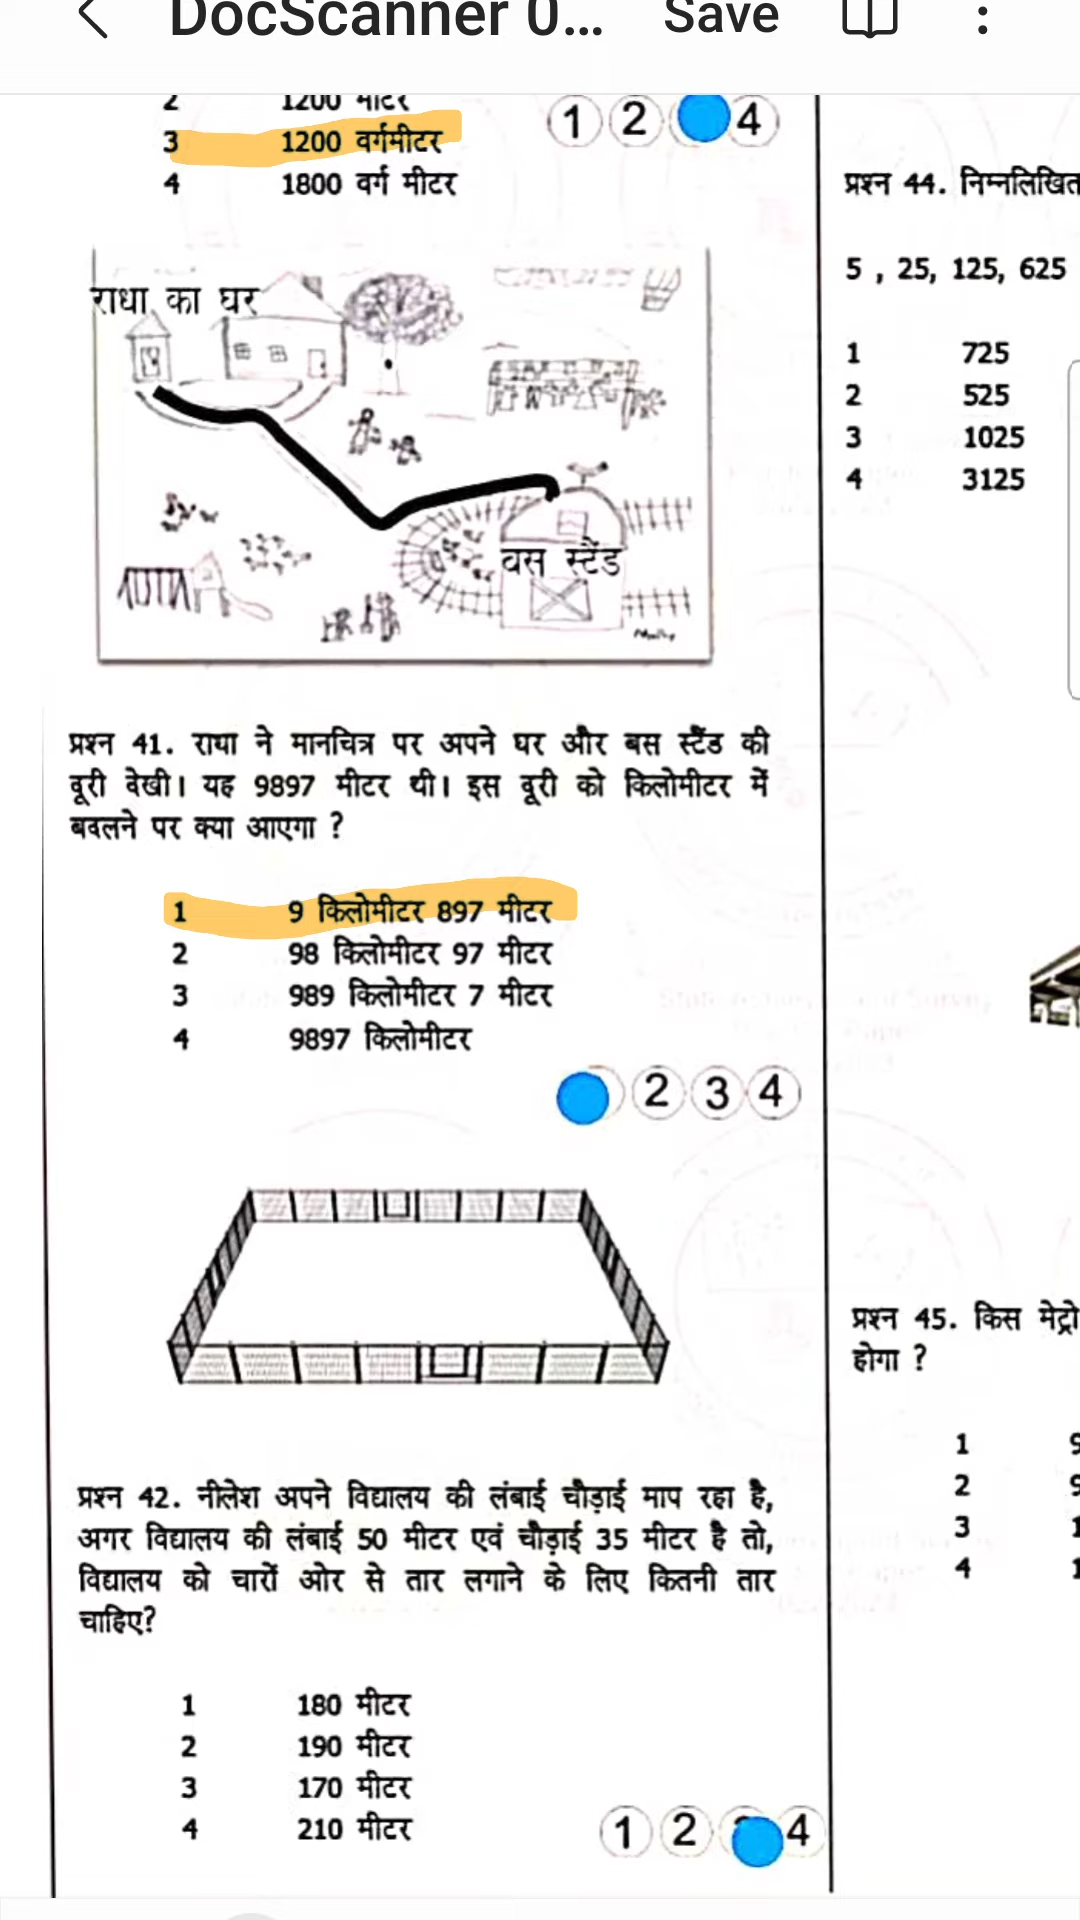 DocScanner 0...
Save
2 1200 मीटर
3 1200 वर्गमीटर
4 1800 वर्ग मीटर
1 2 4
राधा का घर
बस स्टैंड
प्रश्न 41. राधा ने मानचित्र पर अपने घर और बस स्टैंड की
दूरी देखी। यह 9897 मीटर थी। इस दूरी को किलोमीटर में
बदलने पर क्या आएगा ?
1 9 किलोमीटर 897 मीटर
2 98 किलोमीटर 97 मीटर
3 989 किलोमीटर 7 मीटर
4 9897 किलोमीटर
2 3 4
प्रश्न 42. नीलेश अपने विद्यालय की लंबाई चौड़ाई माप रहा है,
अगर विद्यालय की लंबाई 50 मीटर एवं चौड़ाई 35 मीटर है तो,
विद्यालय को चारों ओर से तार लगाने के लिए कितनी तार
चाहिए?
1 180 मीटर
2 190 मीटर
3 170 मीटर
4 210 मीटर
1 2 4
प्रश्न 44. निम्नलिखित
5 , 25, 125, 625
1 725
2 525
3 1025
4 3125
प्रश्न 45. किस मेट्रो
होगा ?
1
2
3
4